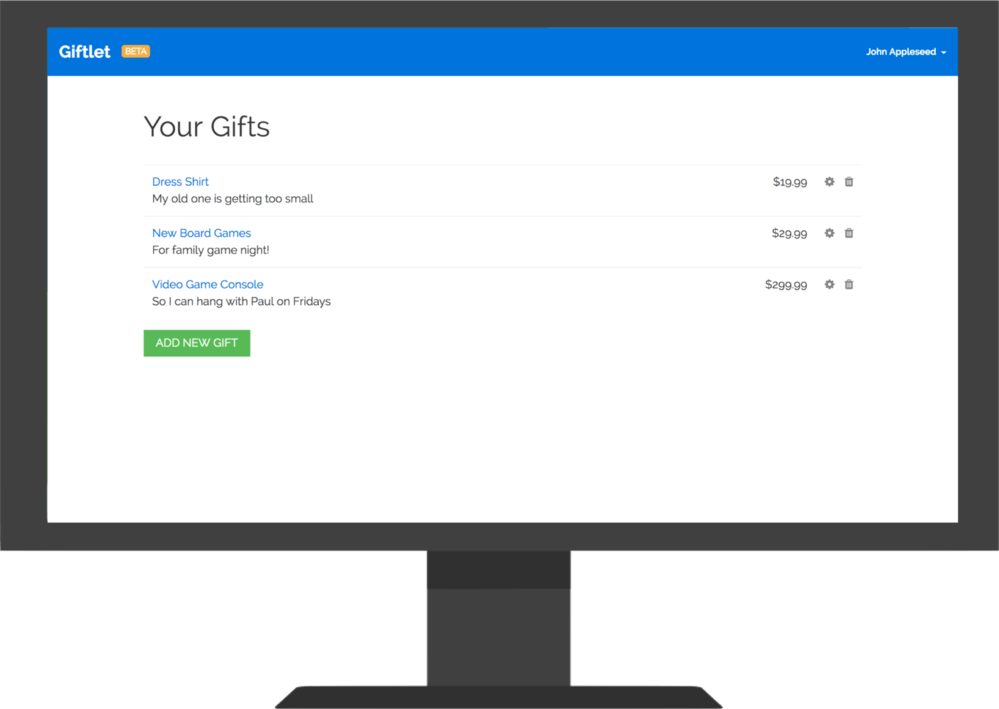 Giftlet BETA
John Appleseed
Your Gifts
Dress Shirt $19.99
My old one is getting too small
New Board Games $29.99
For family game night!
Video Game Console $299.99
So I can hang with Paul on Fridays
ADD NEW GIFT